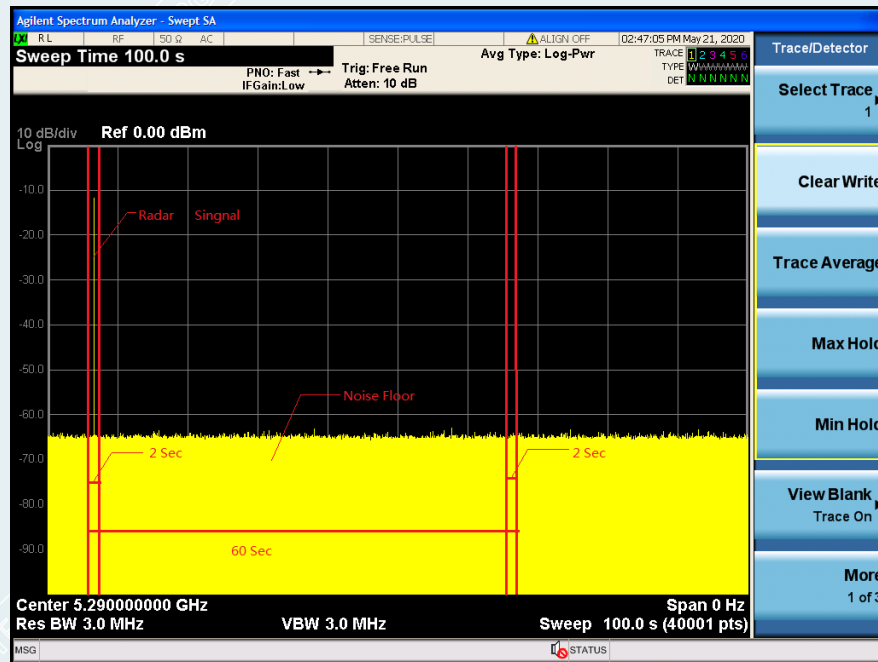 Agilent Spectrum Analyzer - Swept SA
LXI RL RF 50 Ω AC SENSE:PULSE ALIGN OFF 02:47:05 PM May 21, 2020
Sweep Time 100.0 s
PNO: Fast
IFGain:Low
Trig: Free Run
Atten: 10 dB
Avg Type: Log-Pwr
TRACE 1 2 3 4 5 6
TYPE WWWWWW
DET N N N N N N
10 dB/div Ref 0.00 dBm
Log
-10.0
-20.0
-30.0
-40.0
-50.0
-60.0
-70.0
-80.0
-90.0
Radar Singnal
Noise Floor
2 Sec
2 Sec
60 Sec
Center 5.290000000 GHz Span 0 Hz
Res BW 3.0 MHz VBW 3.0 MHz Sweep 100.0 s (40001 pts)
MSG STATUS
Trace/Detector
Select Trace
1
Clear Write
Trace Average
Max Hold
Min Hold
View Blank
Trace On
More
1 of 3